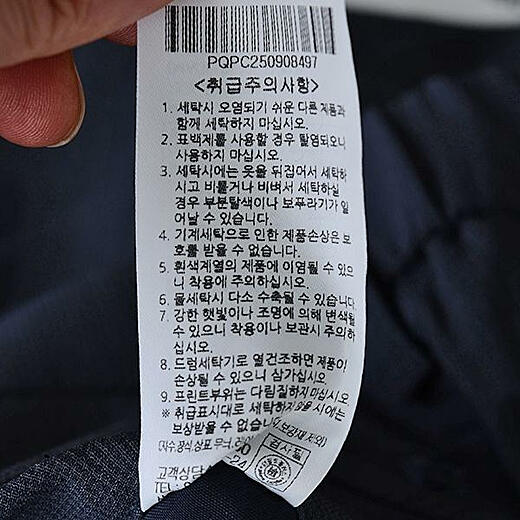 PQPC250908497
<취급주의사항>
1. 세탁시 오염되기 쉬운 다른 제품과
함께 세탁하지 마십시오.
2. 표백제를 사용할 경우 탈염되오니
사용하지 마십시오.
3. 세탁시에는 옷을 뒤집어서 세탁하
시고 비틀거나 비벼서 세탁하실
경우 부분탈색이나 보푸라기가 일
어날 수 있습니다.
4. 기계세탁으로 인한 제품손상은 보
호를 받을 수 없습니다.
5. 흰색계열의 제품에 이염될 수 있으
니 착용에 주의하십시오.
6. 물세탁시 다소 수축될 수 있습니다.
7. 강한 햇빛이나 조명에 의해 변색될
수 있으니 착용이나 보관시 주의하
십시오.
8. 드럼세탁기로 열건조하면 제품이
손상될 수 있으니 삼가십시오.
9. 프린트부위는 다림질하지마십시오
※ 취급표시대로 세탁하지않을 시에는
보상받을 수 없습니다.
검사필
고객상담
TEL :